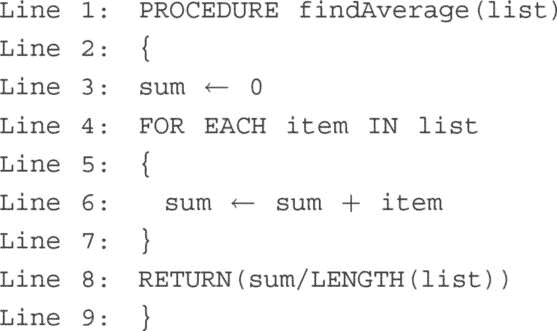 Line 1: PROCEDURE findAverage(list)
Line 2: {
Line 3: sum ← 0
Line 4: FOR EACH item IN list
Line 5: {
Line 6: sum ← sum + item
Line 7: }
Line 8: RETURN(sum/LENGTH(list))
Line 9: }